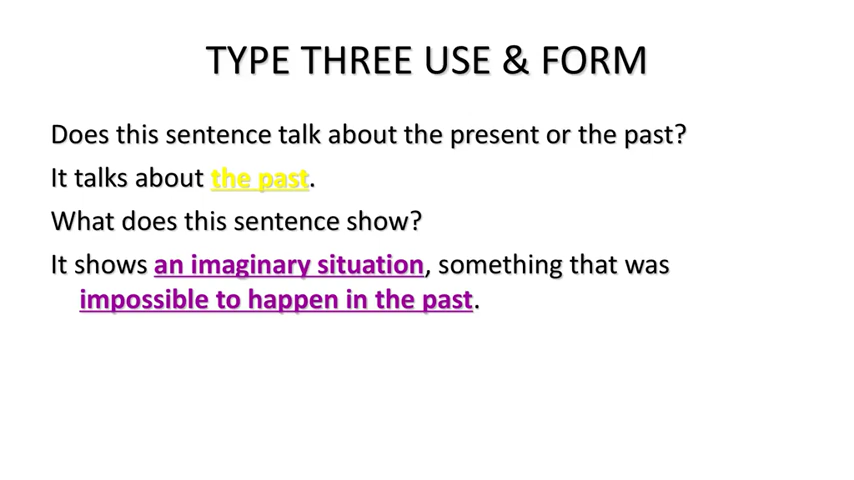 TYPE THREE USE & FORM
Does this sentence talk about the present or the past?
It talks about the past.
What does this sentence show?
It shows an imaginary situation, something that was
impossible to happen in the past.